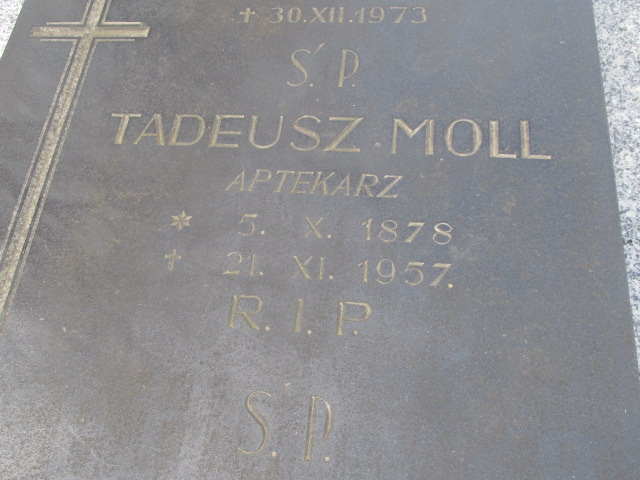 ✝ 30.XII.1973
Ś.P.
TADEUSZ MOLL
APTEKARZ
* 5. X. 1878
✝ 21. XI. 1957.
R.I.P.
Ś.P.